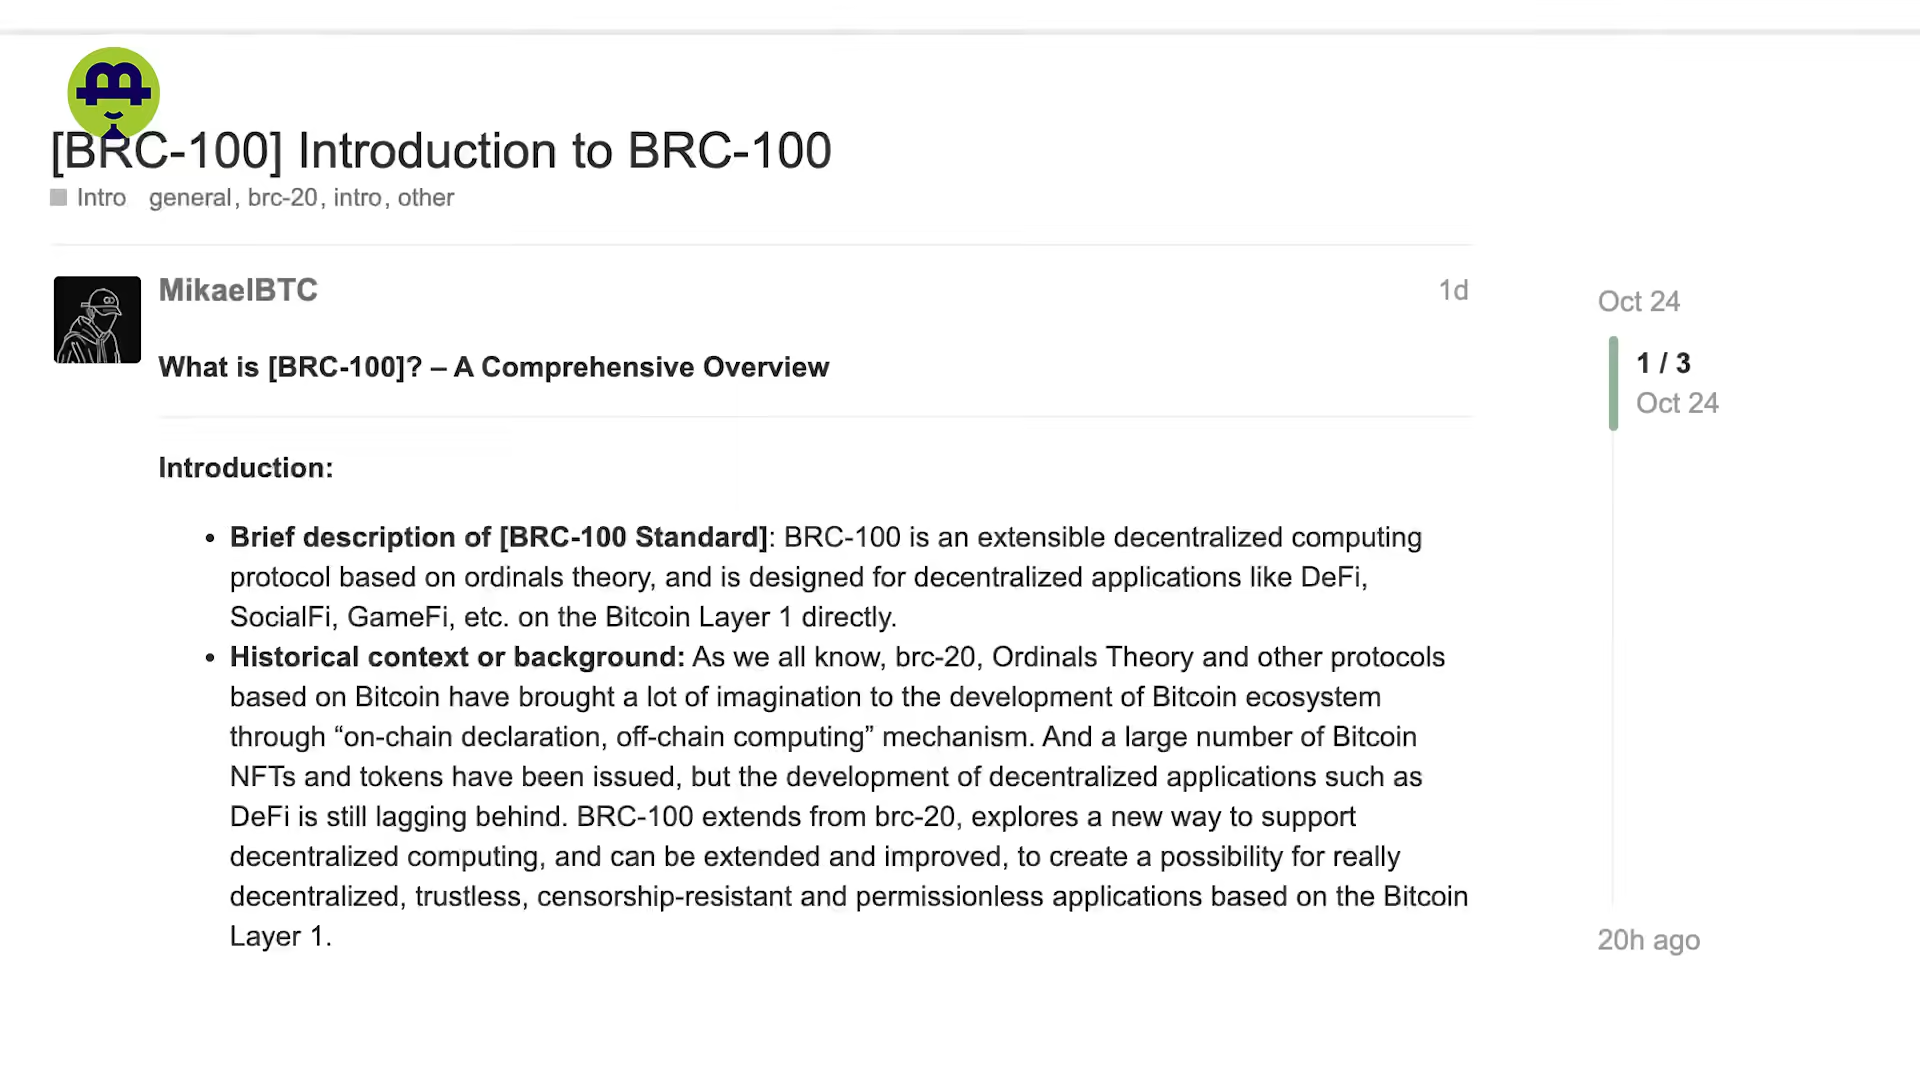 [BRC-100] Introduction to BRC-100
Intro general, brc-20, intro, other
MikaelBTC 1d
Oct 24
What is [BRC-100]? – A Comprehensive Overview
1 / 3
Oct 24
Introduction:
• Brief description of [BRC-100 Standard]: BRC-100 is an extensible decentralized computing
protocol based on ordinals theory, and is designed for decentralized applications like DeFi,
SocialFi, GameFi, etc. on the Bitcoin Layer 1 directly.
• Historical context or background: As we all know, brc-20, Ordinals Theory and other protocols
based on Bitcoin have brought a lot of imagination to the development of Bitcoin ecosystem
through “on-chain declaration, off-chain computing” mechanism. And a large number of Bitcoin
NFTs and tokens have been issued, but the development of decentralized applications such as
DeFi is still lagging behind. BRC-100 extends from brc-20, explores a new way to support
decentralized computing, and can be extended and improved, to create a possibility for really
decentralized, trustless, censorship-resistant and permissionless applications based on the Bitcoin
Layer 1.
20h ago